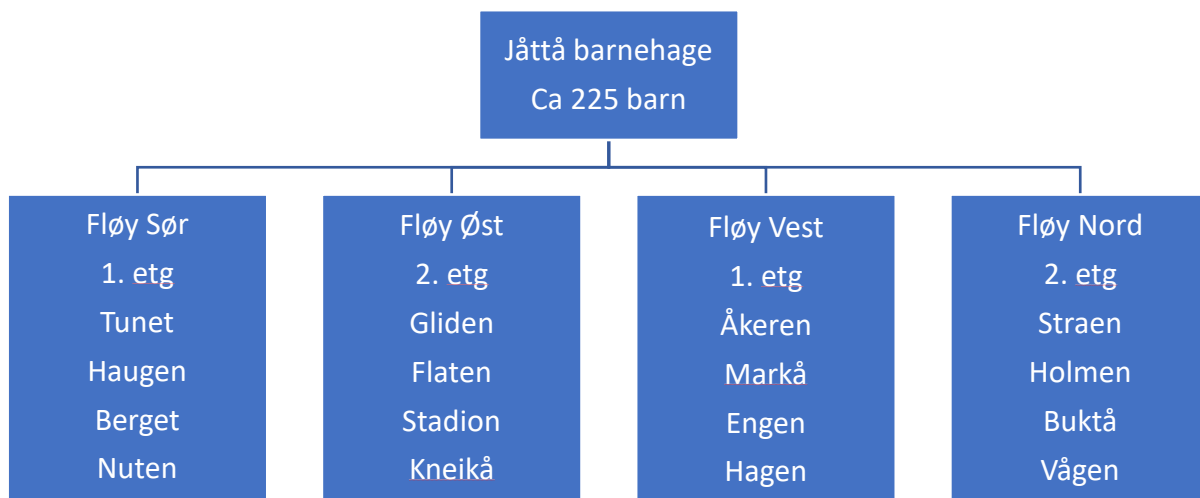 Jåttå barnehage
Ca 225 barn
Fløy Sør
1. etg
Tunet
Haugen
Berget
Nuten
Fløy Øst
2. etg
Gliden
Flaten
Stadion
Kneikå
Fløy Vest
1. etg
Åkeren
Markå
Engen
Hagen
Fløy Nord
2. etg
Straen
Holmen
Buktå
Vågen